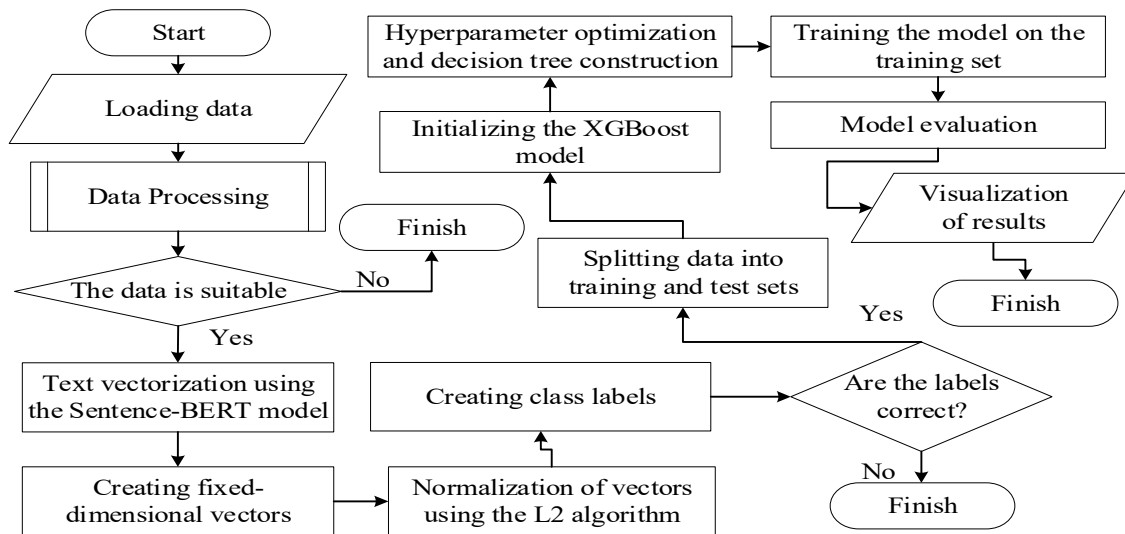 Start
Loading data
Data Processing
The data is suitable
No
Finish
Yes
Text vectorization using
the Sentence-BERT model
Creating fixed-
dimensional vectors
Normalization of vectors
using the L2 algorithm
Creating class labels
Are the labels
correct?
No
Finish
Yes
Splitting data into
training and test sets
Initializing the XGBoost
model
Hyperparameter optimization
and decision tree construction
Training the model on the
training set
Model evaluation
Visualization
of results
Finish